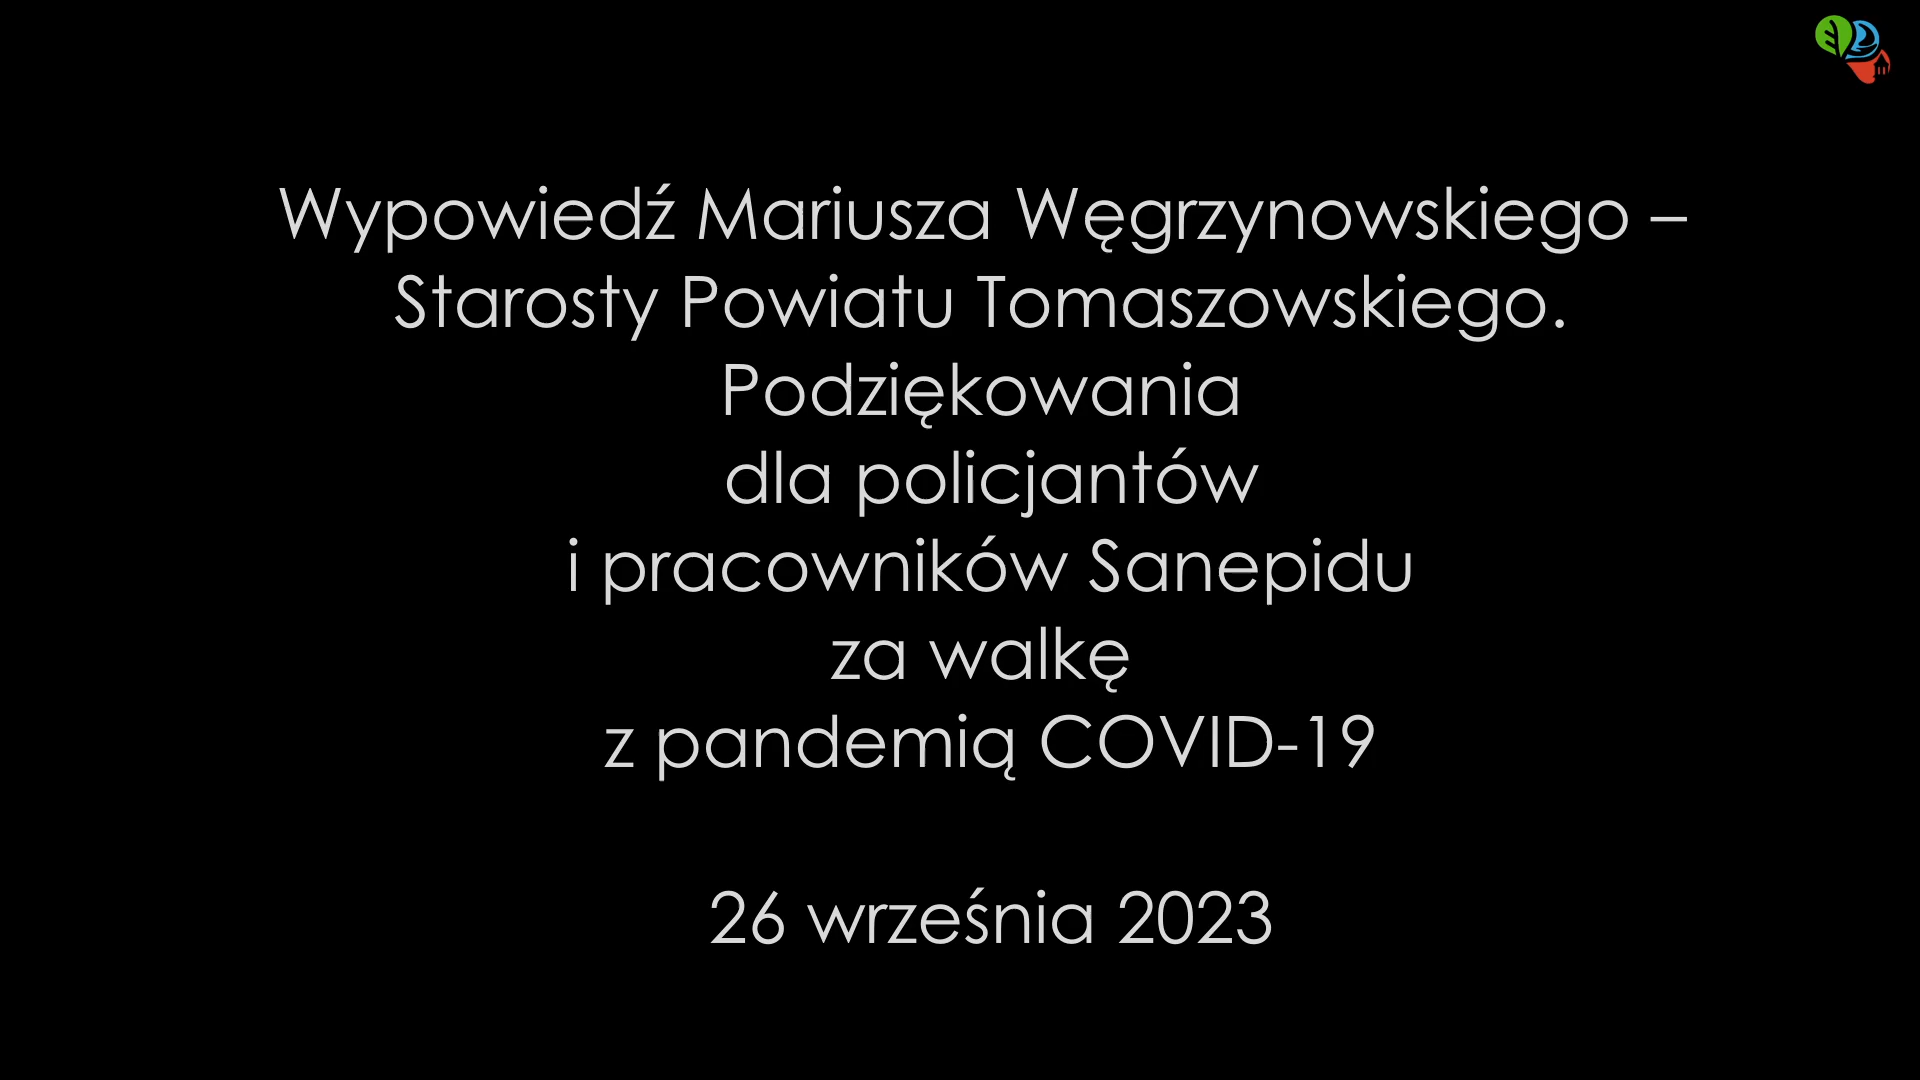 Wypowiedź Mariusza Węgrzynowskiego –
Starosty Powiatu Tomaszowskiego.
Podziękowania
dla policjantów
i pracowników Sanepidu
za walkę
z pandemią COVID-19
26 września 2023